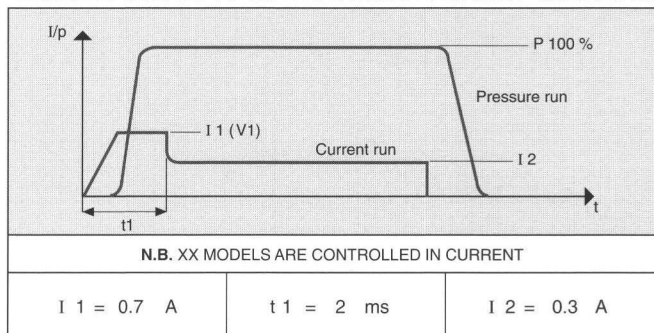 I/p
P 100 %
Pressure run
I 1 (V1)
Current run
I 2
t
t1
N.B. XX MODELS ARE CONTROLLED IN CURRENT
I 1 = 0.7 A
t 1 = 2 ms
I 2 = 0.3 A